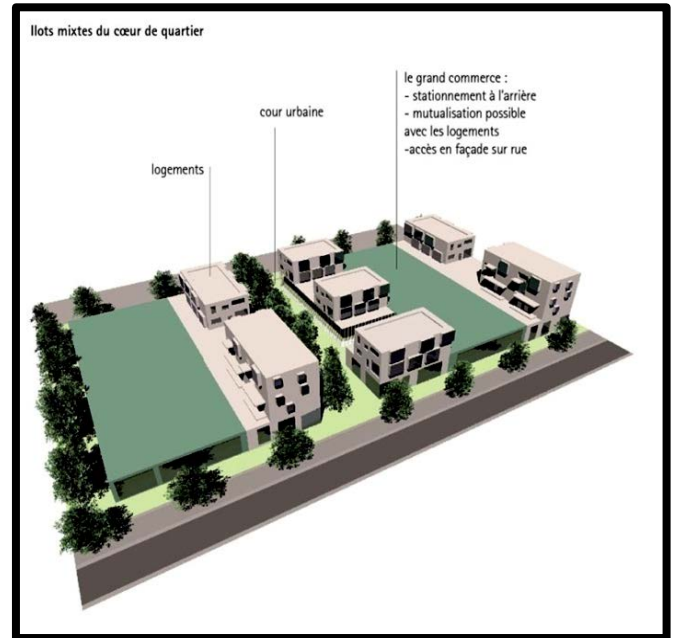 Ilots mixtes du cœur de quartier
le grand commerce :
- stationnement à l'arrière
- mutualisation possible
avec les logements
-accès en façade sur rue
cour urbaine
logements